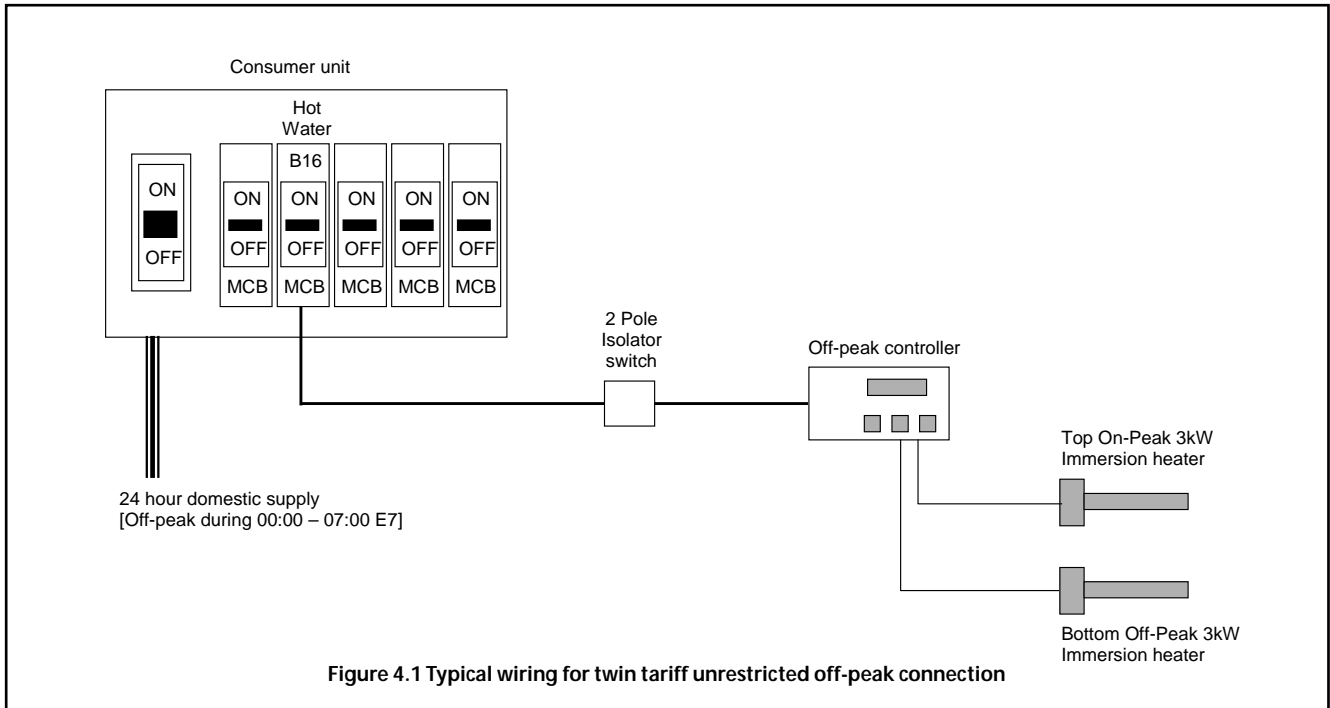 Consumer unit
Hot
Water
B16
ON
OFF
ON
OFF
MCB
ON
OFF
MCB
ON
OFF
MCB
ON
OFF
MCB
ON
OFF
MCB
2 Pole
Isolator
switch
Off-peak controller
Top On-Peak 3kW
Immersion heater
24 hour domestic supply
[Off-peak during 00:00 – 07:00 E7]
Bottom Off-Peak 3kW
Immersion heater
Figure 4.1 Typical wiring for twin tariff unrestricted off-peak connection